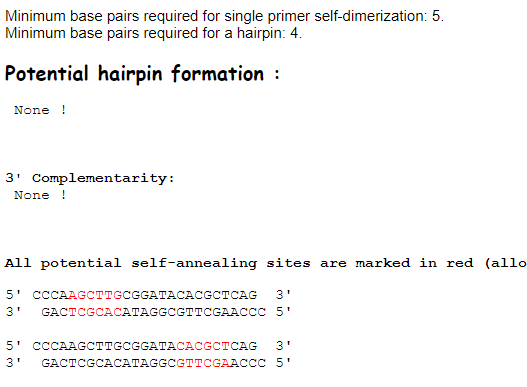 Minimum base pairs required for single primer self-dimerization: 5.
Minimum base pairs required for a hairpin: 4.
Potential hairpin formation :
None !
3' Complementarity:
None !
All potential self-annealing sites are marked in red (allo
5' CCCAAGCTTGCGGATACACGCTCAG 3'
3' GACTCGCACATAGGCGTTCGAACCC 5'
5' CCCAAGCTTGCGGATACACGCTCAG 3'
3' GACTCGCACATAGGCGTTCGAACCC 5'